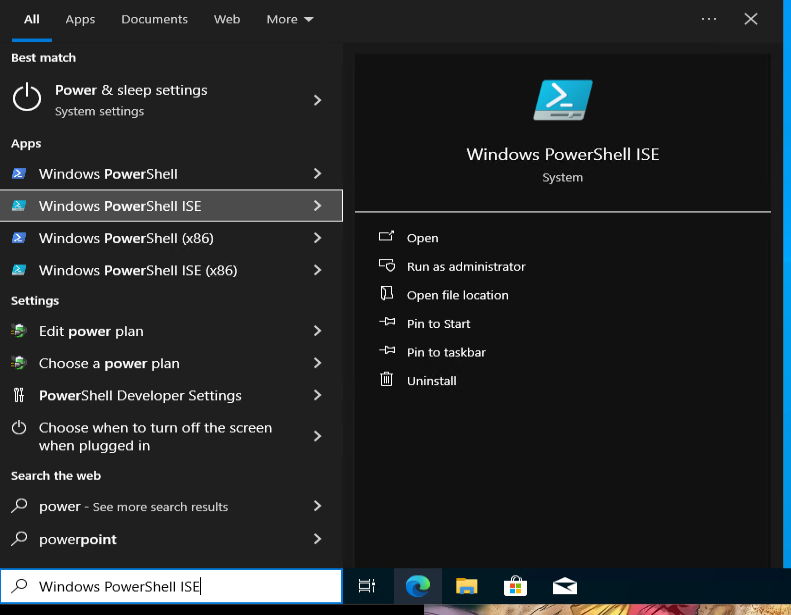 All Apps Documents Web More
Best match
Power & sleep settings
System settings
Apps
Windows PowerShell
Windows PowerShell ISE
Windows PowerShell (x86)
Windows PowerShell ISE (x86)
Settings
Edit power plan
Choose a power plan
PowerShell Developer Settings
Choose when to turn off the screen
when plugged in
Search the web
power - See more search results
powerpoint
Windows PowerShell ISE
Windows PowerShell ISE
System
Open
Run as administrator
Open file location
Pin to Start
Pin to taskbar
Uninstall